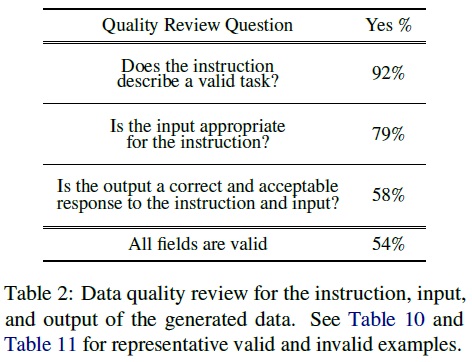 Quality Review Question Yes %
Does the instruction
describe a valid task? 92%
Is the input appropriate
for the instruction? 79%
Is the output a correct and acceptable
response to the instruction and input? 58%
All fields are valid 54%
Table 2: Data quality review for the instruction, input,
and output of the generated data. See Table 10 and
Table 11 for representative valid and invalid examples.